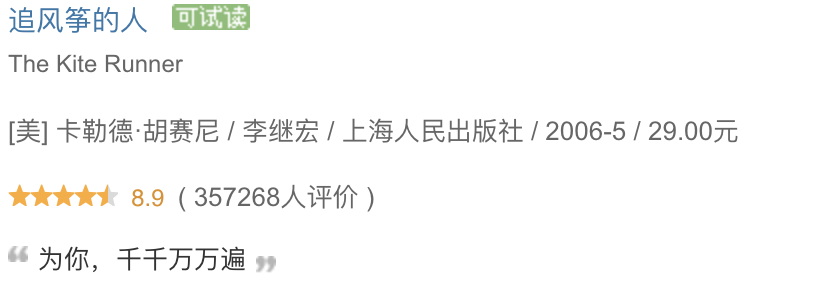 追风筝的人 可试读
The Kite Runner
[美] 卡勒德·胡赛尼 / 李继宏 / 上海人民出版社 / 2006-5 / 29.00元
8.9 ( 357268人评价 )
“ 为你，千千万万遍 ”